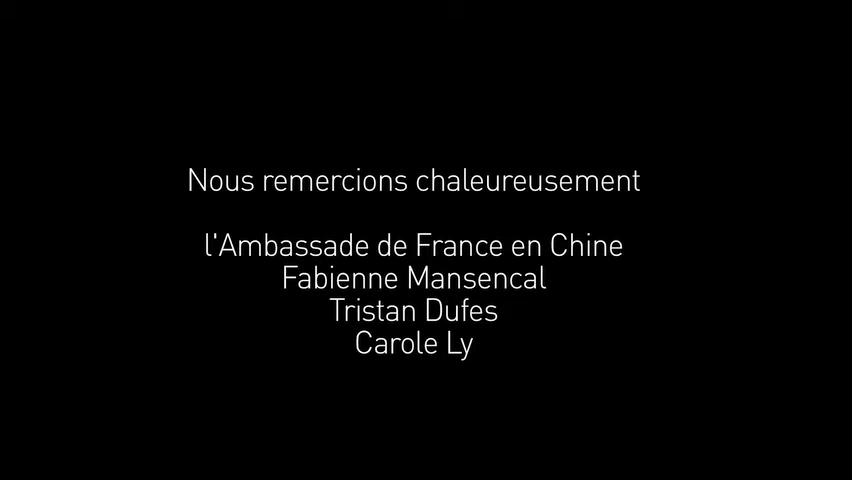 Nous remercions chaleureusement
l'Ambassade de France en Chine
Fabienne Mansencal
Tristan Dufes
Carole Ly